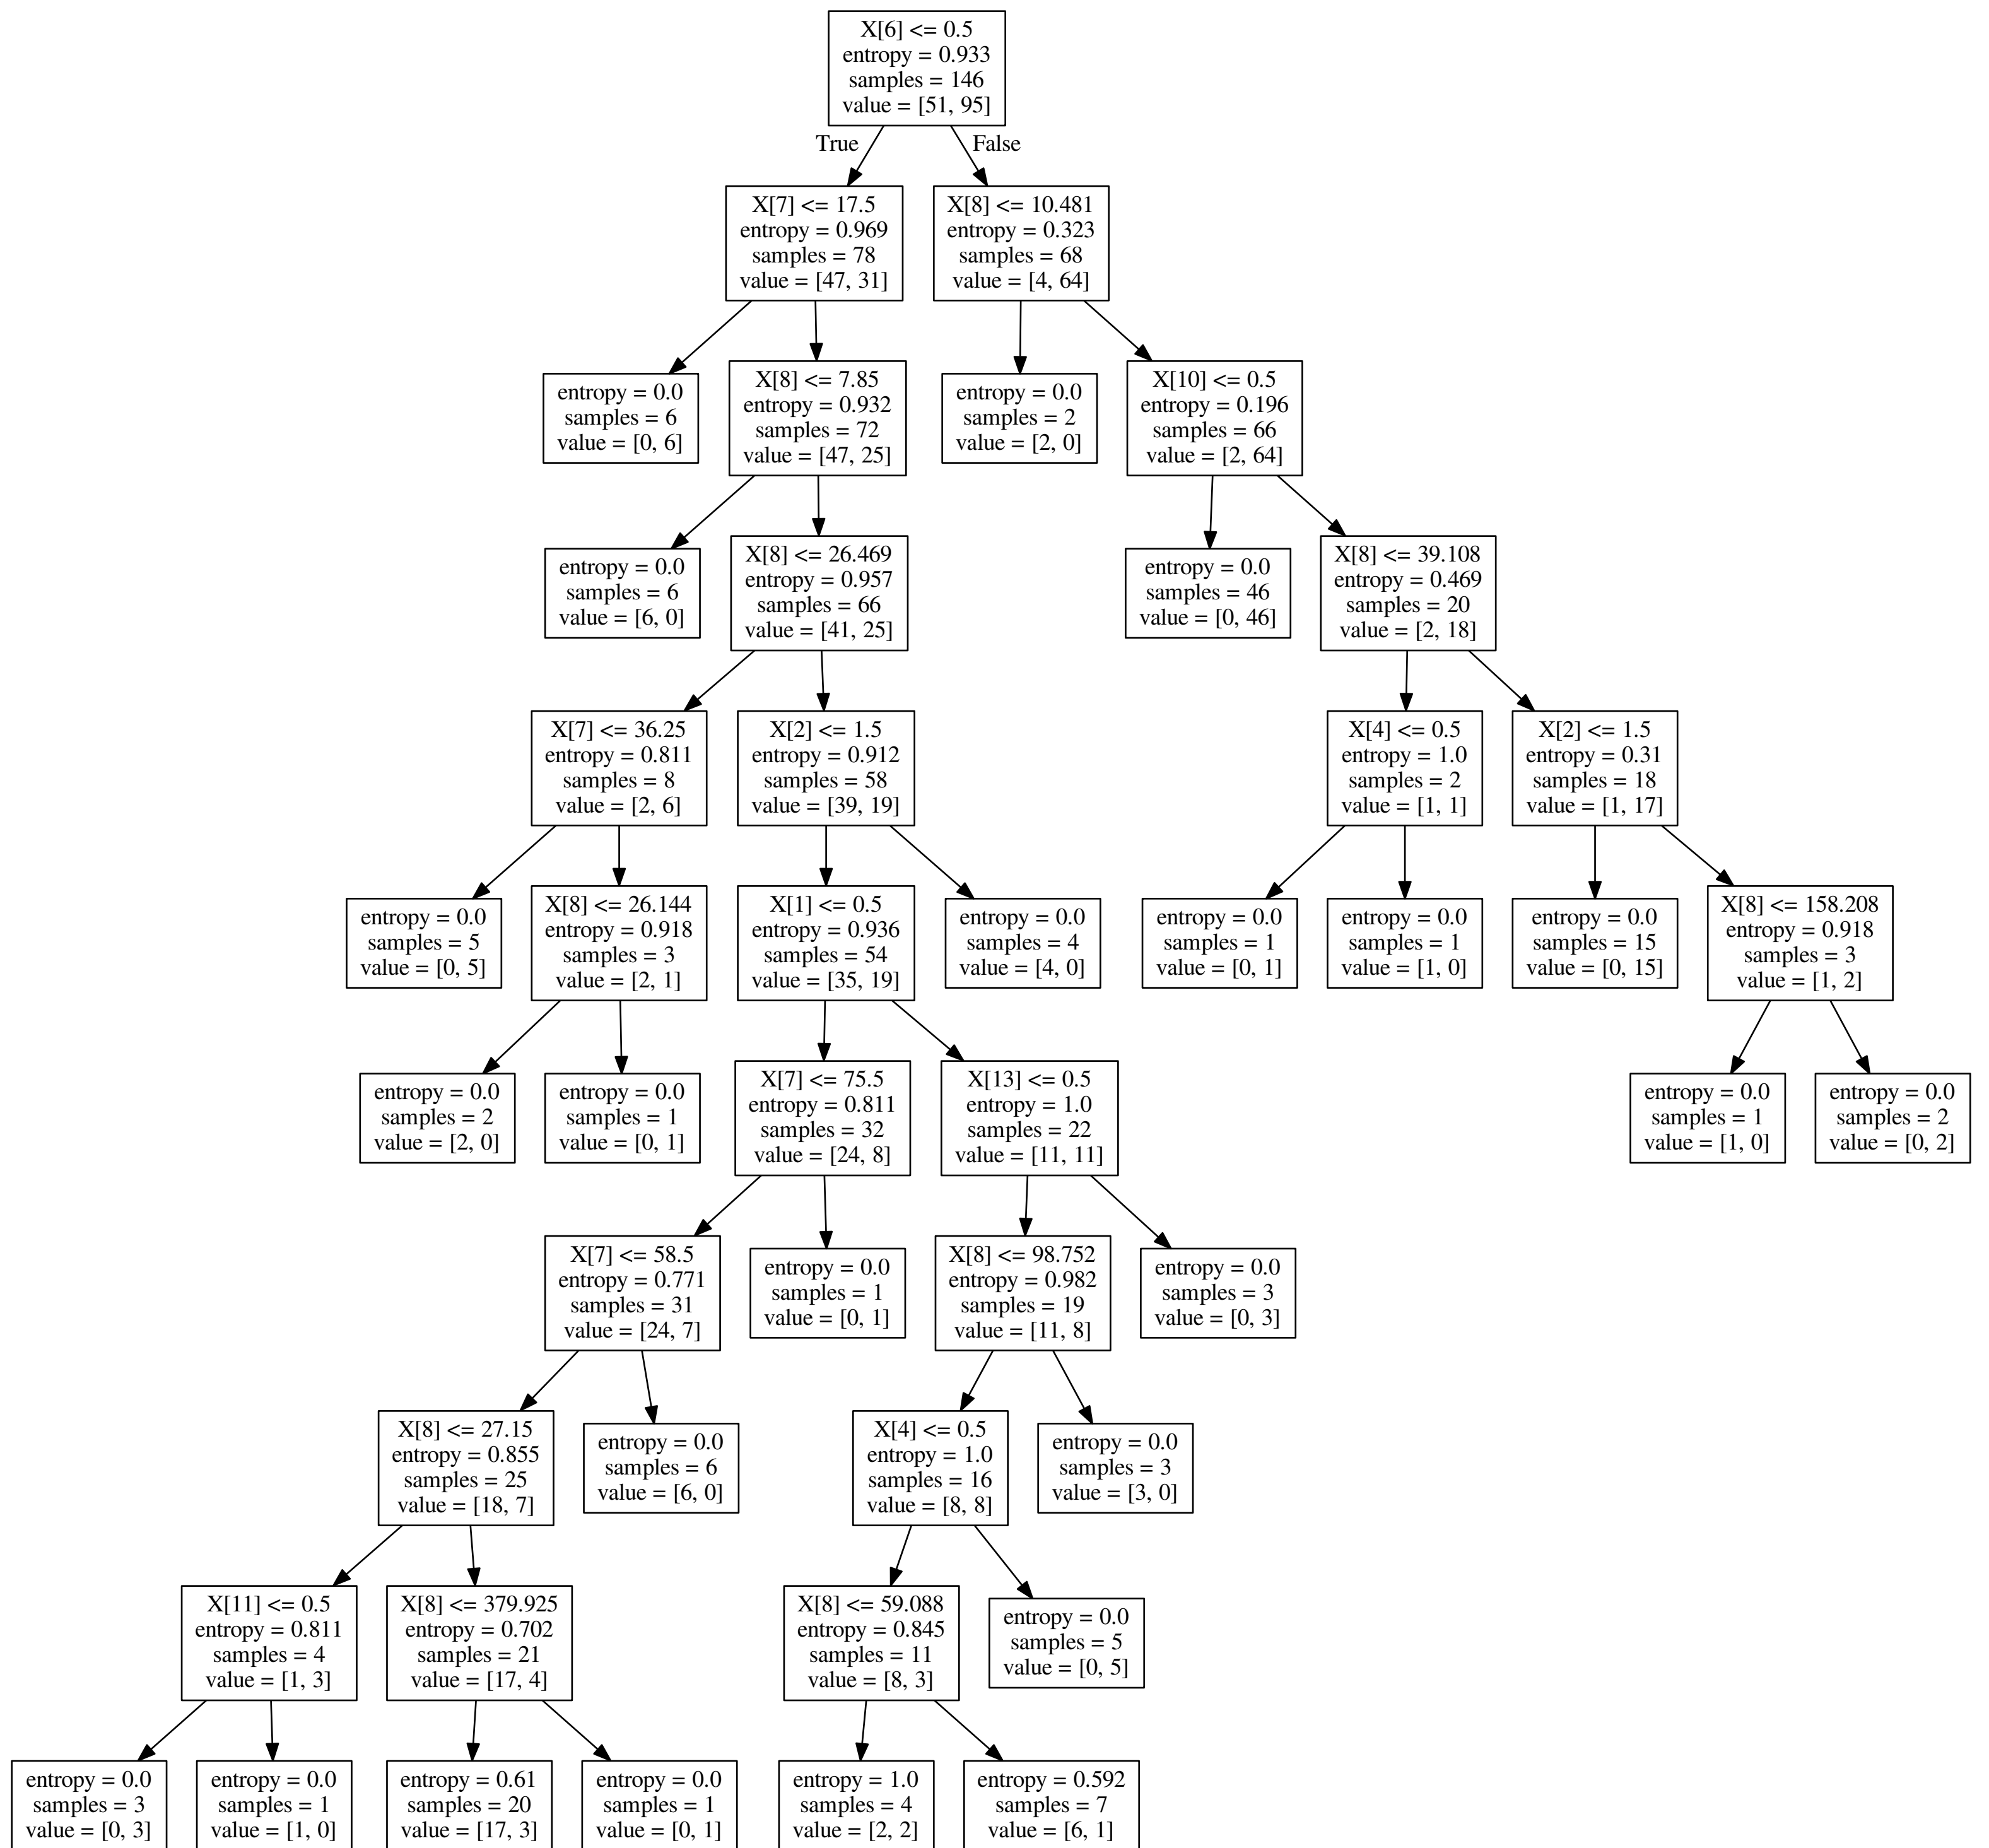 X[6] <= 0.5
entropy = 0.933
samples = 146
value = [51, 95]
True
False
X[7] <= 17.5
entropy = 0.969
samples = 78
value = [47, 31]
X[8] <= 10.481
entropy = 0.323
samples = 68
value = [4, 64]
entropy = 0.0
samples = 6
value = [0, 6]
X[8] <= 7.85
entropy = 0.932
samples = 72
value = [47, 25]
entropy = 0.0
samples = 2
value = [2, 0]
X[10] <= 0.5
entropy = 0.196
samples = 66
value = [2, 64]
entropy = 0.0
samples = 6
value = [6, 0]
X[8] <= 26.469
entropy = 0.957
samples = 66
value = [41, 25]
entropy = 0.0
samples = 46
value = [0, 46]
X[8] <= 39.108
entropy = 0.469
samples = 20
value = [2, 18]
X[7] <= 36.25
entropy = 0.811
samples = 8
value = [2, 6]
X[2] <= 1.5
entropy = 0.912
samples = 58
value = [39, 19]
X[4] <= 0.5
entropy = 1.0
samples = 2
value = [1, 1]
X[2] <= 1.5
entropy = 0.31
samples = 18
value = [1, 17]
entropy = 0.0
samples = 5
value = [0, 5]
X[8] <= 26.144
entropy = 0.918
samples = 3
value = [2, 1]
X[1] <= 0.5
entropy = 0.936
samples = 54
value = [35, 19]
entropy = 0.0
samples = 4
value = [4, 0]
entropy = 0.0
samples = 1
value = [0, 1]
entropy = 0.0
samples = 1
value = [1, 0]
entropy = 0.0
samples = 15
value = [0, 15]
X[8] <= 158.208
entropy = 0.918
samples = 3
value = [1, 2]
entropy = 0.0
samples = 2
value = [2, 0]
entropy = 0.0
samples = 1
value = [0, 1]
X[7] <= 75.5
entropy = 0.811
samples = 32
value = [24, 8]
X[13] <= 0.5
entropy = 1.0
samples = 22
value = [11, 11]
entropy = 0.0
samples = 1
value = [1, 0]
entropy = 0.0
samples = 2
value = [0, 2]
X[7] <= 58.5
entropy = 0.771
samples = 31
value = [24, 7]
entropy = 0.0
samples = 1
value = [0, 1]
X[8] <= 98.752
entropy = 0.982
samples = 19
value = [11, 8]
entropy = 0.0
samples = 3
value = [0, 3]
X[8] <= 27.15
entropy = 0.855
samples = 25
value = [18, 7]
entropy = 0.0
samples = 6
value = [6, 0]
X[4] <= 0.5
entropy = 1.0
samples = 16
value = [8, 8]
entropy = 0.0
samples = 3
value = [3, 0]
X[11] <= 0.5
entropy = 0.811
samples = 4
value = [1, 3]
X[8] <= 379.925
entropy = 0.702
samples = 21
value = [17, 4]
X[8] <= 59.088
entropy = 0.845
samples = 11
value = [8, 3]
entropy = 0.0
samples = 5
value = [0, 5]
entropy = 0.0
samples = 3
value = [0, 3]
entropy = 0.0
samples = 1
value = [1, 0]
entropy = 0.61
samples = 20
value = [17, 3]
entropy = 0.0
samples = 1
value = [0, 1]
entropy = 1.0
samples = 4
value = [2, 2]
entropy = 0.592
samples = 7
value = [6, 1]